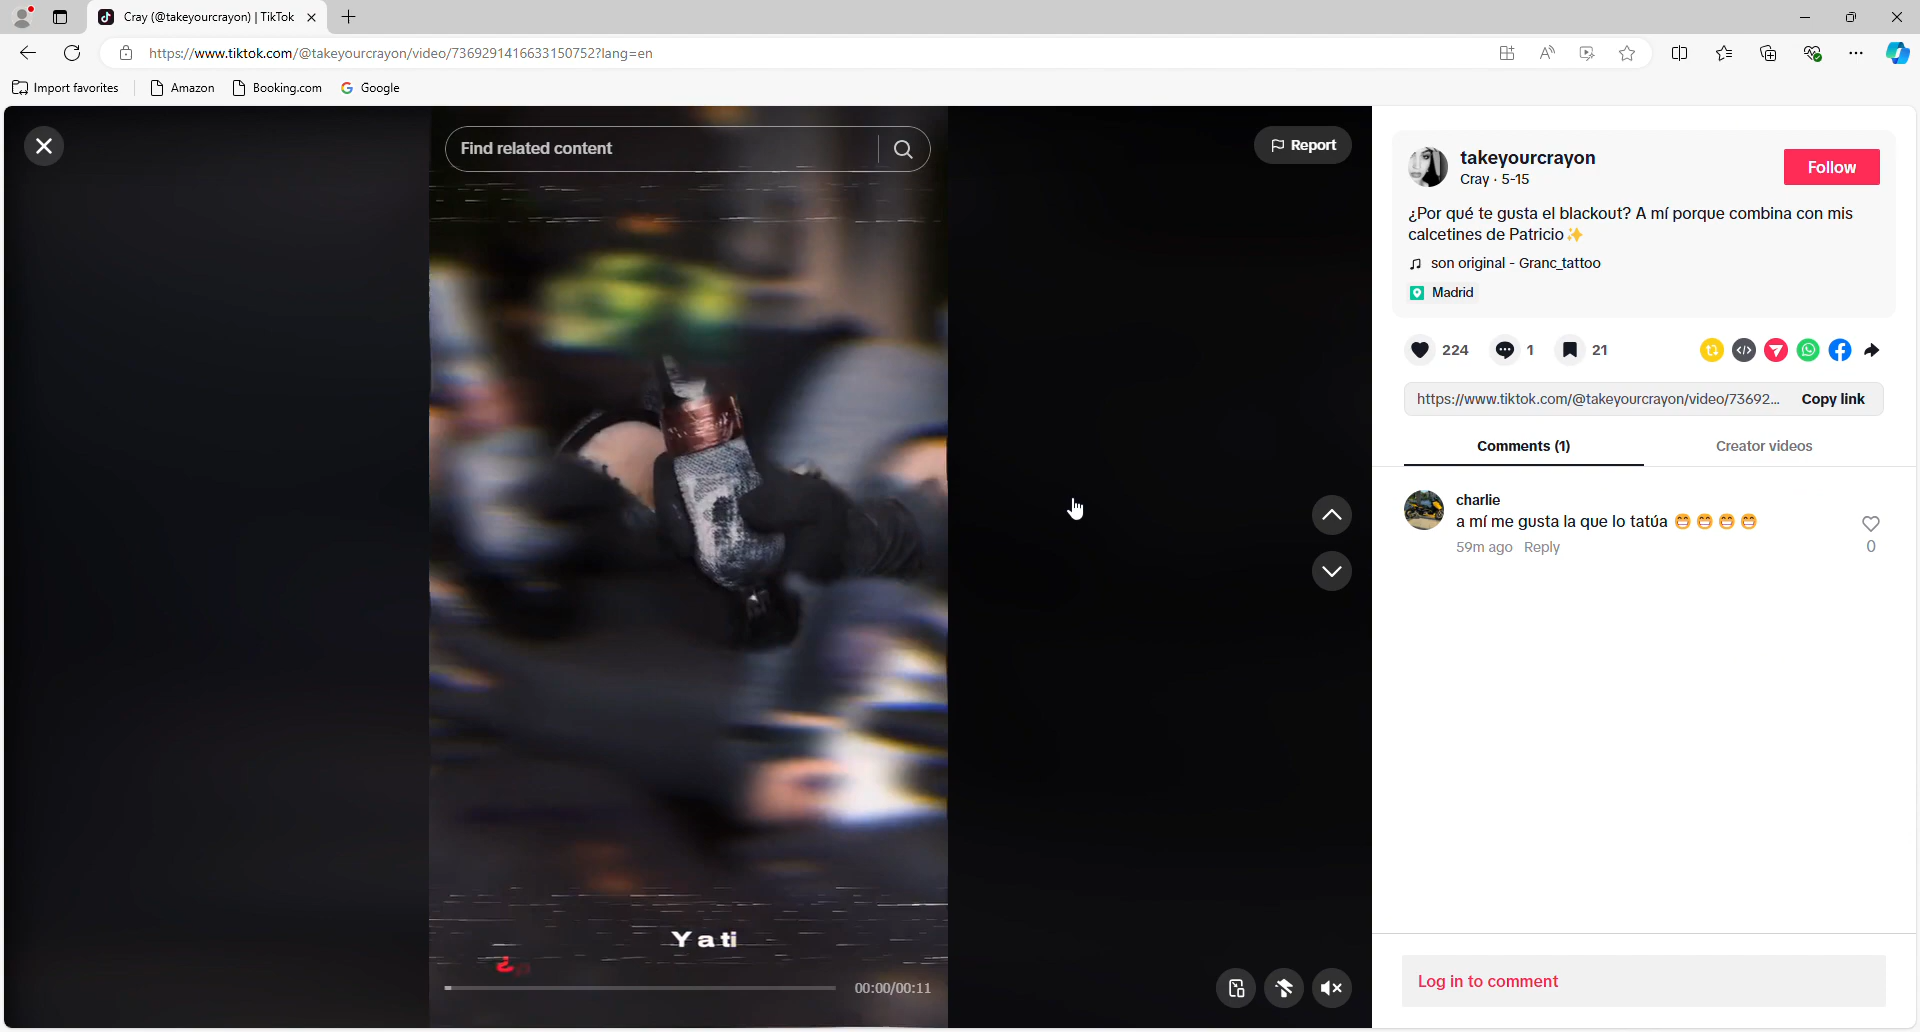 Cray (@takeyourcrayon) | TikTok
https://www.tiktok.com/@takeyourcrayon/video/7369291416633150752?lang=en
Import favorites
Amazon
Booking.com
Google
Find related content
Report
Y a ti
¿p
00:00/00:11
takeyourcrayon
Cray · 5-15
Follow
¿Por qué te gusta el blackout? A mí porque combina con mis
calcetines de Patricio✨
son original - Granc_tattoo
Madrid
224
1
21
https://www.tiktok.com/@takeyourcrayon/video/73692...
Copy link
Comments (1)
Creator videos
charlie
a mí me gusta la que lo tatúa 😁 😁 😁 😁
59m ago
Reply
0
Log in to comment